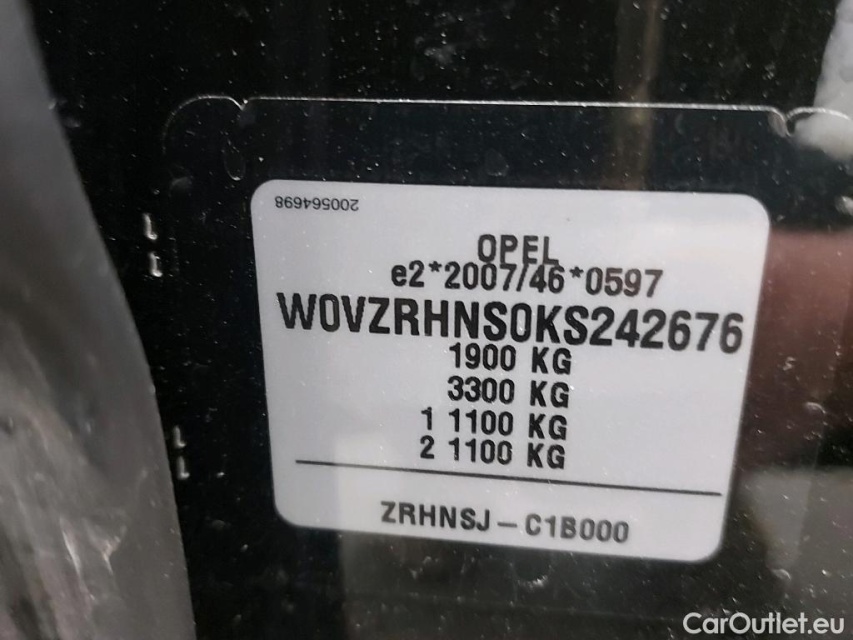 200564698
OPEL
e2*2007/46*0597
W0VZRHNS0KS242676
1900 KG
3300 KG
1 1100 KG
2 1100 KG
ZRHNSJ – C1B000
CarOutlet.eu